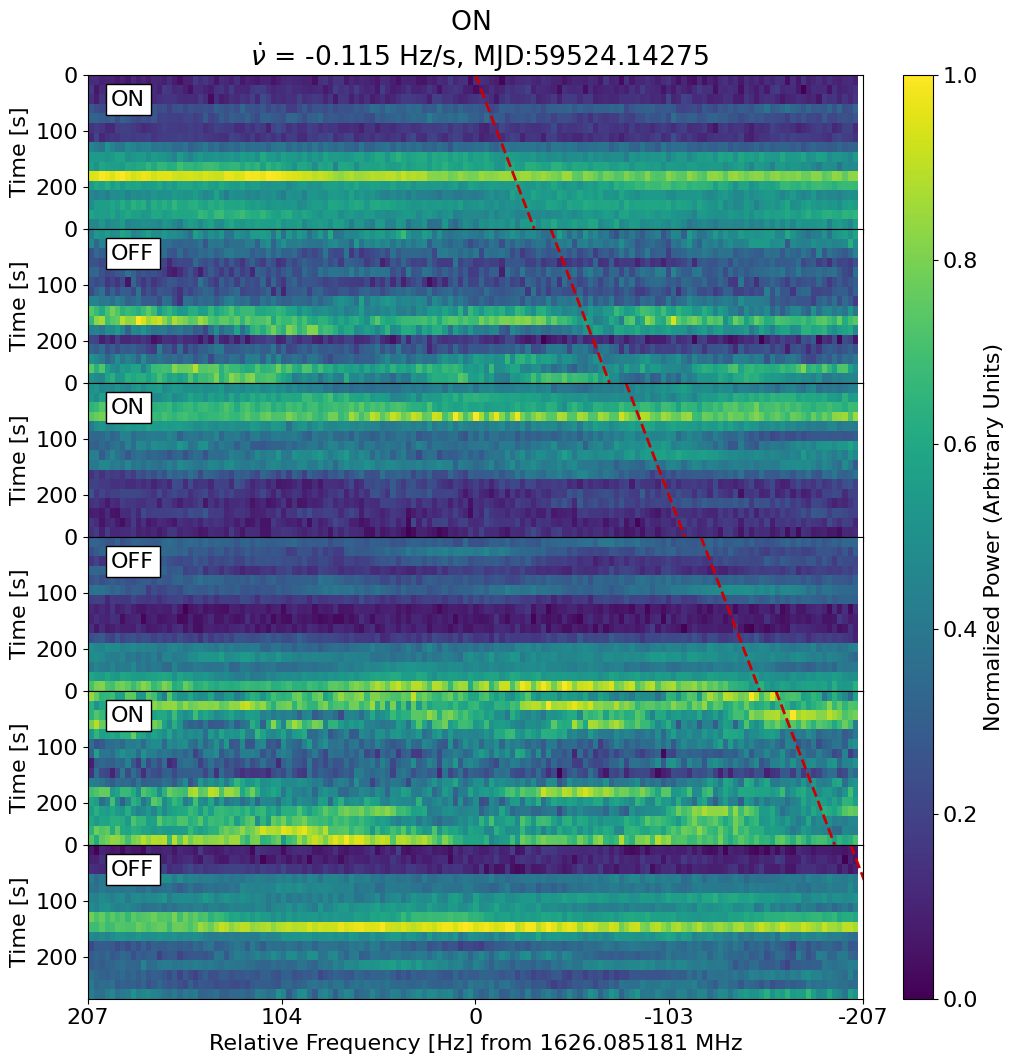 ON
ν̇ = -0.115 Hz/s, MJD:59524.14275
0
ON
100
Time [s]
200
0
OFF
100
Time [s]
200
0
ON
100
Time [s]
200
0
OFF
100
Time [s]
200
0
ON
100
Time [s]
200
0
OFF
100
Time [s]
200
207 104 0 -103 -207
Relative Frequency [Hz] from 1626.085181 MHz
1.0
0.8
0.6
0.4
0.2
0.0
Normalized Power (Arbitrary Units)